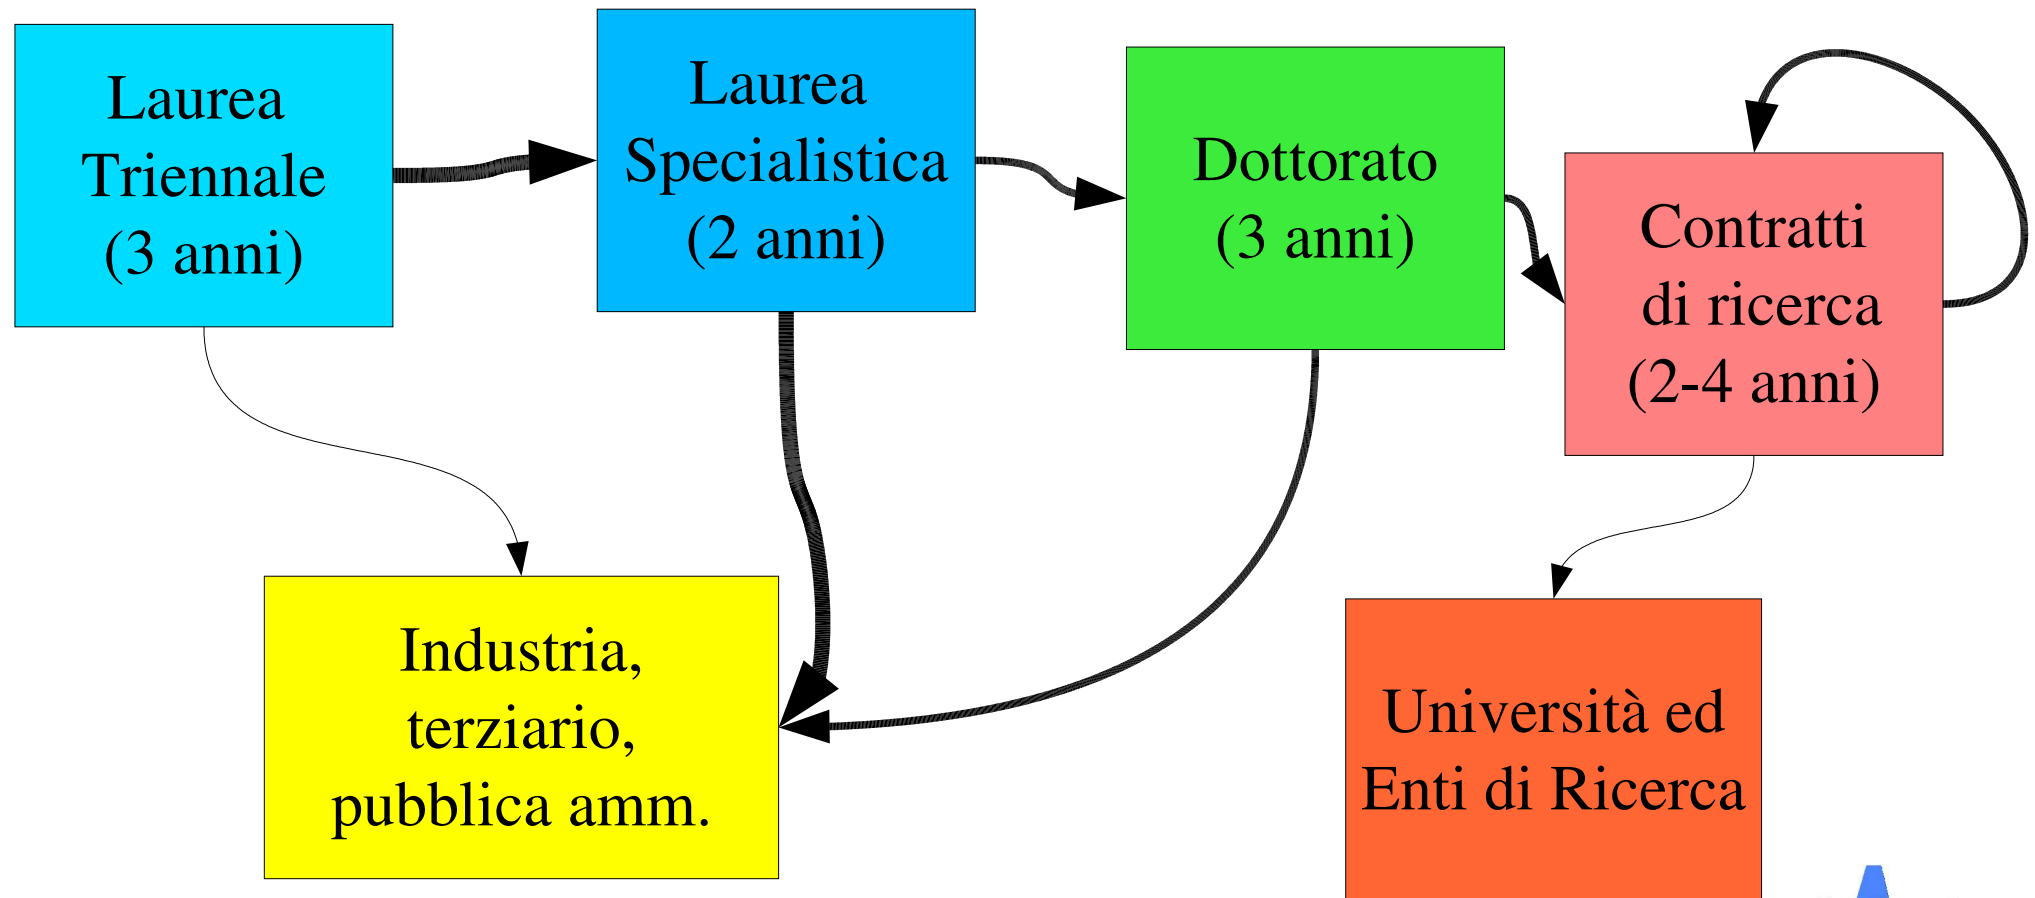 Laurea
Triennale
(3 anni)
Laurea
Specialistica
(2 anni)
Dottorato
(3 anni)
Contratti
di ricerca
(2-4 anni)
Industria,
terziario,
pubblica amm.
Università ed
Enti di Ricerca